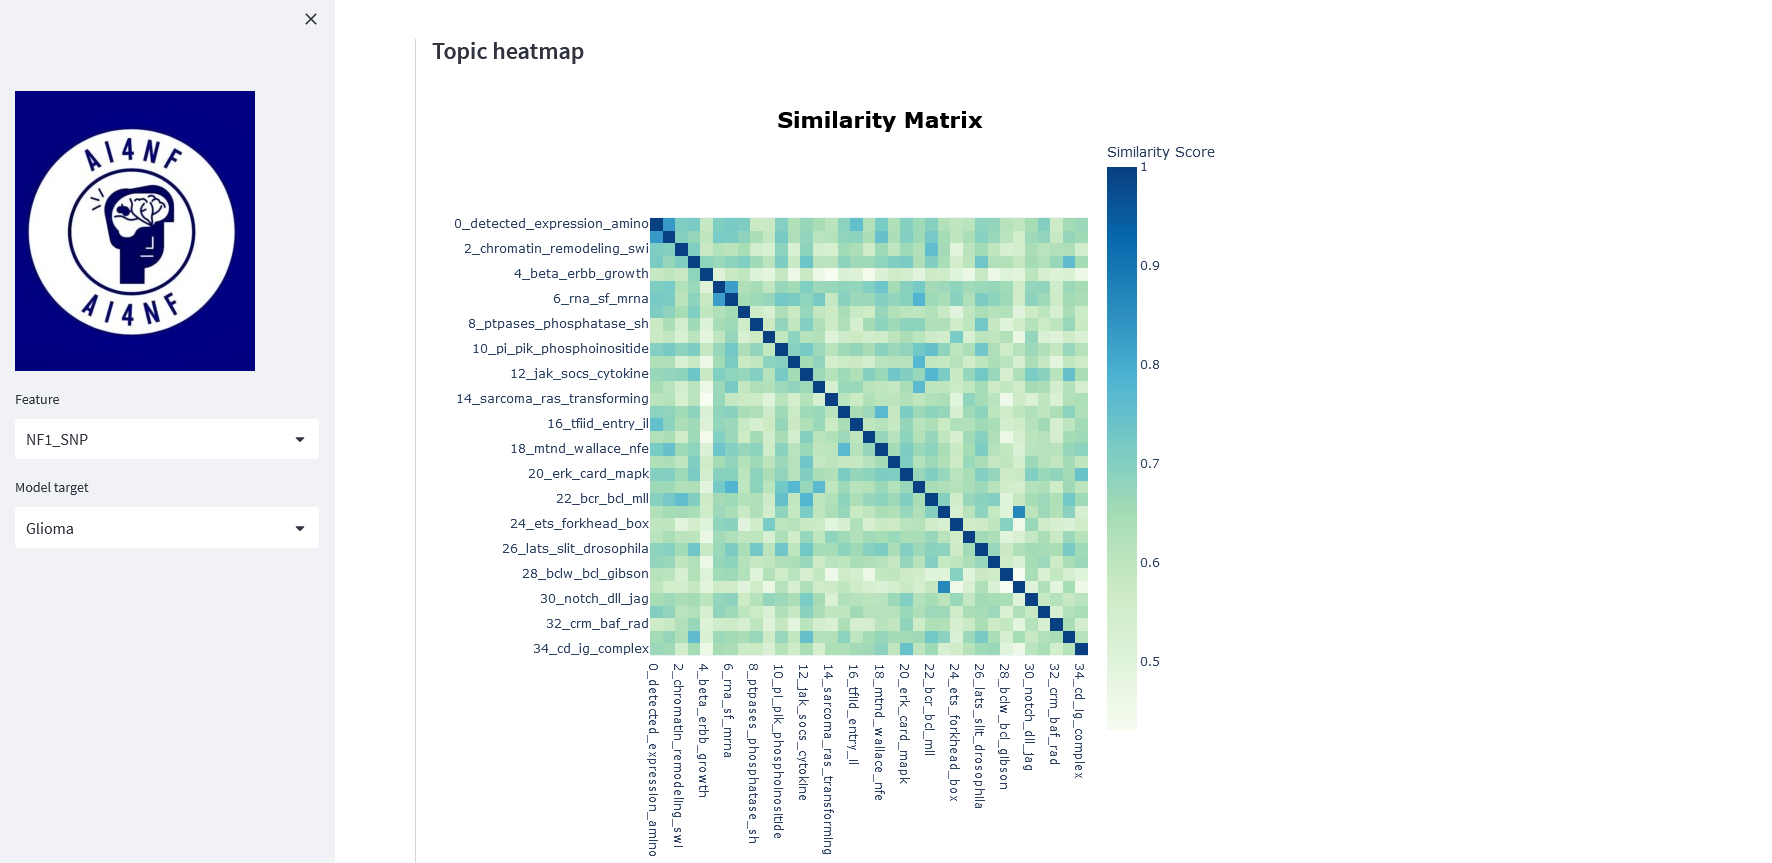 ×
AI4NF
AI4NF
Feature
NF1_SNP
Model target
Glioma
Topic heatmap
Similarity Matrix
Similarity Score
1
0.9
0.8
0.7
0.6
0.5
0_detected_expression_amino
2_chromatin_remodeling_swi
4_beta_erbb_growth
6_rna_sf_mrna
8_ptpases_phosphatase_sh
10_pi_pik_phosphoinositide
12_jak_socs_cytokine
14_sarcoma_ras_transforming
16_tfiid_entry_il
18_mtnd_wallace_nfe
20_erk_card_mapk
22_bcr_bcl_mll
24_ets_forkhead_box
26_lats_slit_drosophila
28_bclw_bcl_gibson
30_notch_dll_jag
32_crm_baf_rad
34_cd_ig_complex
0_detected_expression_amino
2_chromatin_remodeling_swi
4_beta_erbb_growth
6_rna_sf_mrna
8_ptpases_phosphatase_sh
10_pi_pik_phosphoinositide
12_jak_socs_cytokine
14_sarcoma_ras_transforming
16_tfiid_entry_il
18_mtnd_wallace_nfe
20_erk_card_mapk
22_bcr_bcl_mll
24_ets_forkhead_box
26_lats_slit_drosophila
28_bclw_bcl_gibson
30_notch_dll_jag
32_crm_baf_rad
34_cd_ig_complex